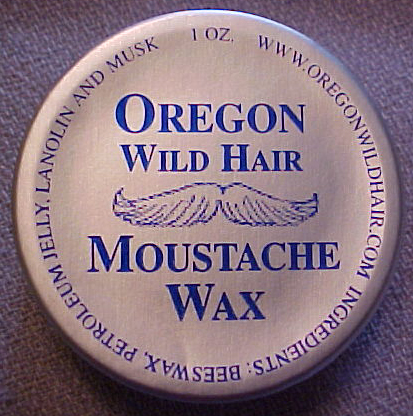 OREGON
WILD HAIR
MOUSTACHE
WAX
1 OZ. WWW.OREGONWILDHAIR.COM INGREDIENTS: BEESWAX, PETROLEUM JELLY, LANOLIN AND MUSK